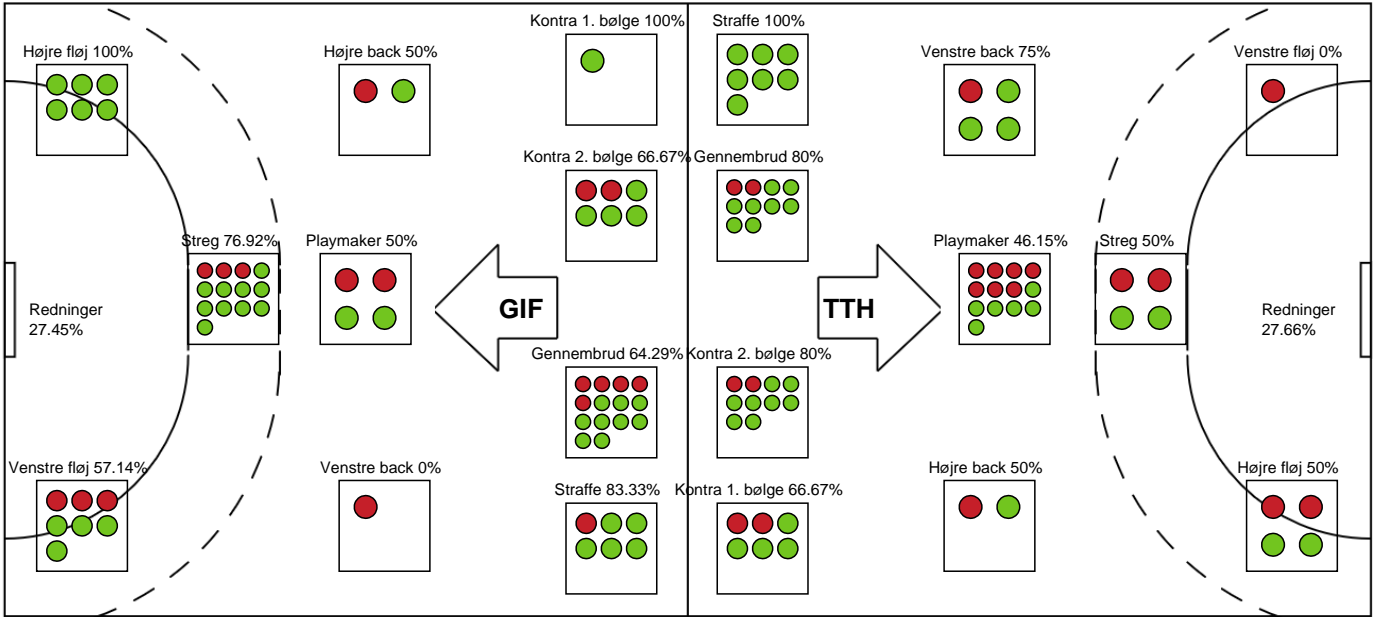 Kontra 1. bølge 100%
Straffe 100%
Højre fløj 100%
Højre back 50%
Venstre back 75%
Venstre fløj 0%
Kontra 2. bølge 66.67%
Gennembrud 80%
Streg 76.92%
Playmaker 50%
Playmaker 46.15%
Streg 50%
Redninger
27.45%
GIF
TTH
Redninger
27.66%
Gennembrud 64.29%
Kontra 2. bølge 80%
Venstre fløj 57.14%
Venstre back 0%
Højre back 50%
Højre fløj 50%
Straffe 83.33%
Kontra 1. bølge 66.67%